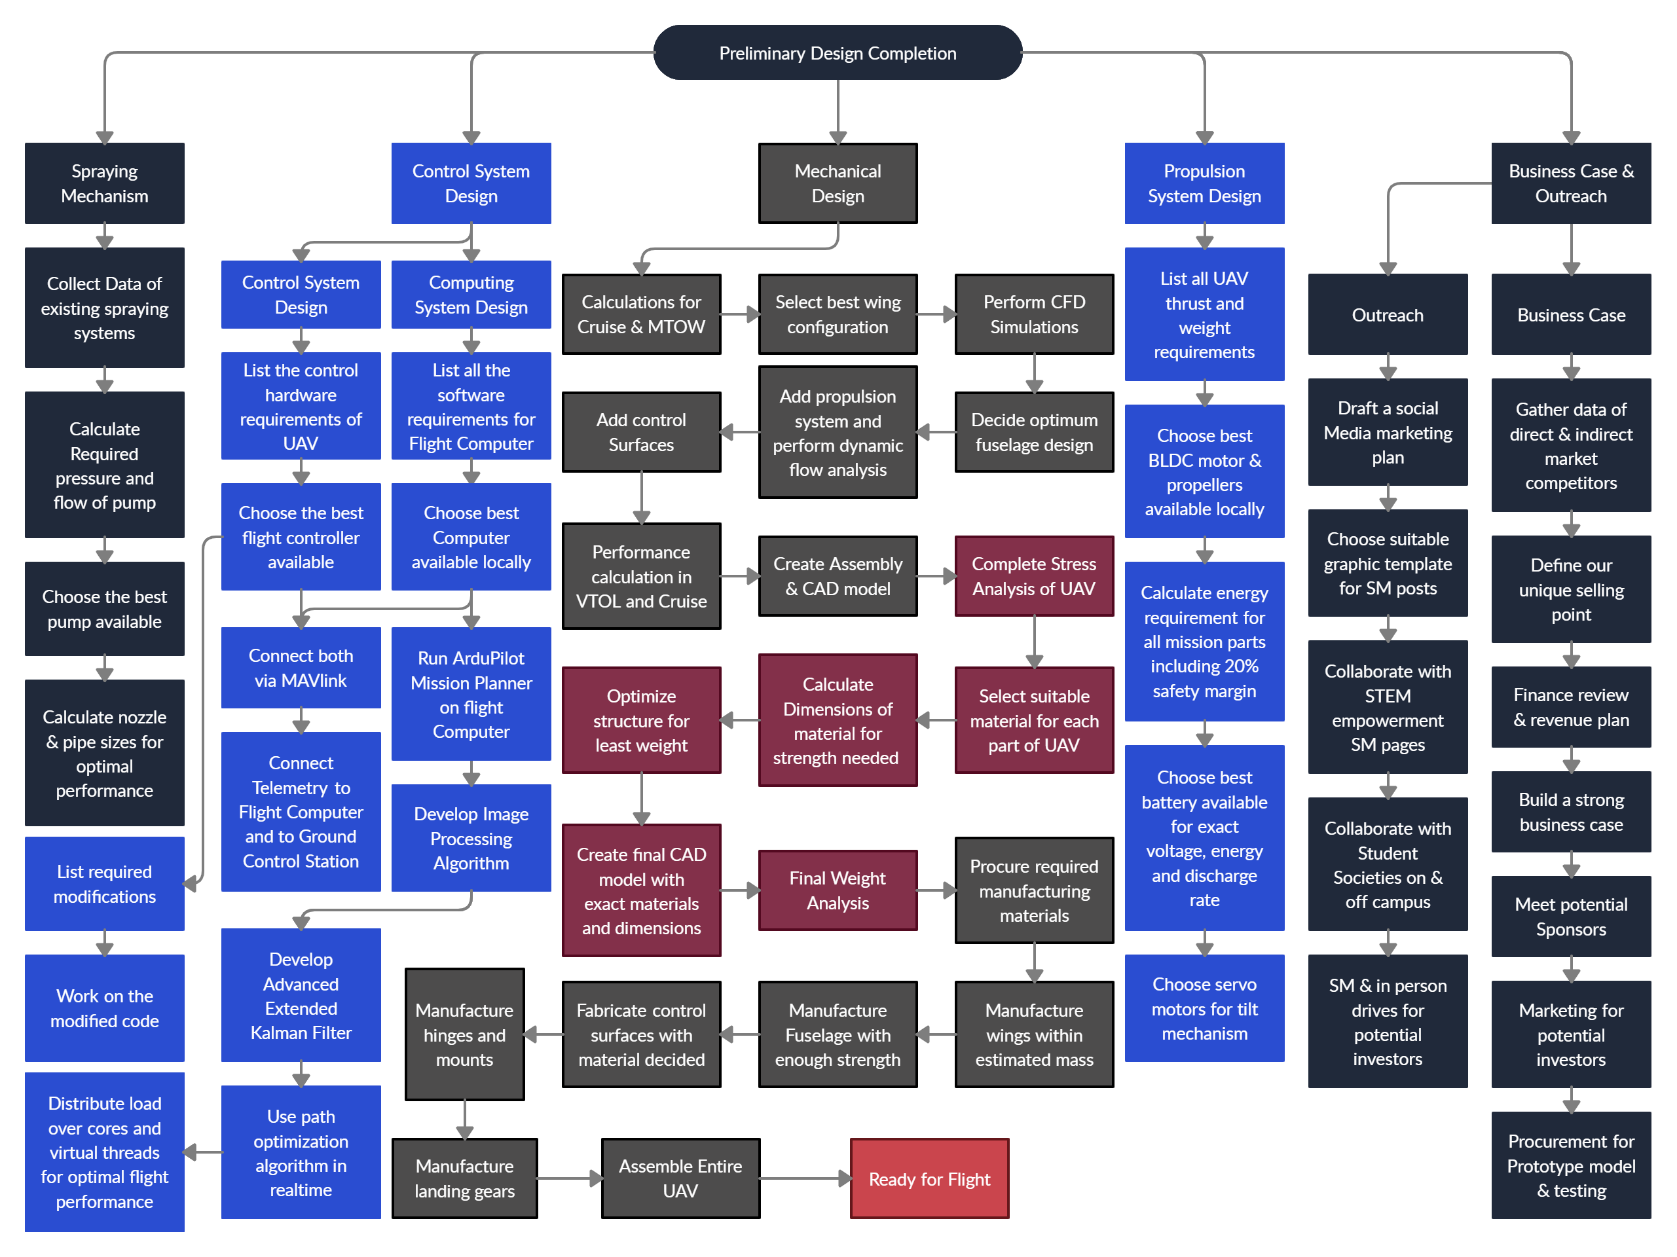 Preliminary Design Completion
Spraying
Mechanism
Collect Data of
existing spraying
systems
Calculate
Required
pressure and
flow of pump
Choose the best
pump available
Calculate nozzle
& pipe sizes for
optimal
performance
List required
modifications
Work on the
modified code
Distribute load
over cores and
virtual threads
for optimal flight
performance
Control System
Design
Control System
Design
List the control
hardware
requirements of
UAV
Choose the best
flight controller
available
Connect both
via MAVlink
Connect
Telemetry to
Flight Computer
and to Ground
Control Station
Develop
Advanced
Extended
Kalman Filter
Use path
optimization
algorithm in
realtime
Computing
System Design
List all the
software
requirements for
Flight Computer
Choose best
Computer
available locally
Run ArduPilot
Mission Planner
on flight
Computer
Develop Image
Processing
Algorithm
Mechanical
Design
Calculations for
Cruise & MTOW
Select best wing
configuration
Perform CFD
Simulations
Add control
Surfaces
Add propulsion
system and
perform dynamic
flow analysis
Decide optimum
fuselage design
Performance
calculation in
VTOL and Cruise
Create Assembly
& CAD model
Complete Stress
Analysis of UAV
Optimize
structure for
least weight
Calculate
Dimensions of
material for
strength needed
Select suitable
material for each
part of UAV
Create final CAD
model with
exact materials
and dimensions
Final Weight
Analysis
Procure required
manufacturing
materials
Manufacture
hinges and
mounts
Fabricate control
surfaces with
material decided
Manufacture
Fuselage with
enough strength
Manufacture
wings within
estimated mass
Manufacture
landing gears
Assemble Entire
UAV
Ready for Flight
Propulsion
System Design
List all UAV
thrust and
weight
requirements
Choose best
BLDC motor &
propellers
available locally
Calculate energy
requirement for
all mission parts
including 20%
safety margin
Choose best
battery available
for exact
voltage, energy
and discharge
rate
Choose servo
motors for tilt
mechanism
Business Case &
Outreach
Outreach
Draft a social
Media marketing
plan
Choose suitable
graphic template
for SM posts
Collaborate with
STEM
empowerment
SM pages
Collaborate with
Student
Societies on &
off campus
SM & in person
drives for
potential
investors
Business Case
Gather data of
direct & indirect
market
competitors
Define our
unique selling
point
Finance review
& revenue plan
Build a strong
business case
Meet potential
Sponsors
Marketing for
potential
investors
Procurement for
Prototype model
& testing